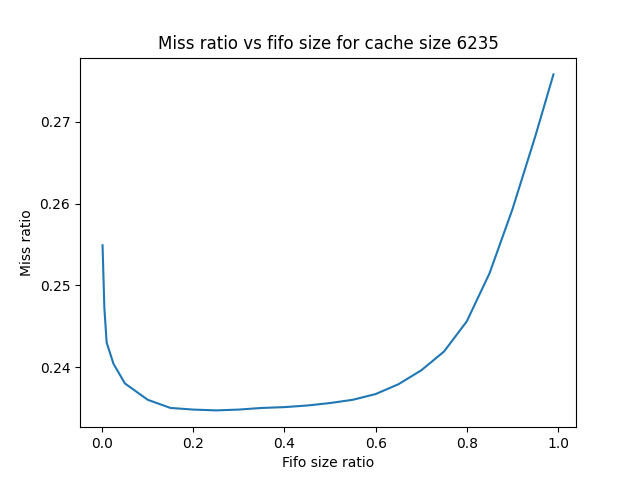 Miss ratio vs fifo size for cache size 6235
0.27
0.26
0.25
0.24
Miss ratio
0.0 0.2 0.4 0.6 0.8 1.0
Fifo size ratio